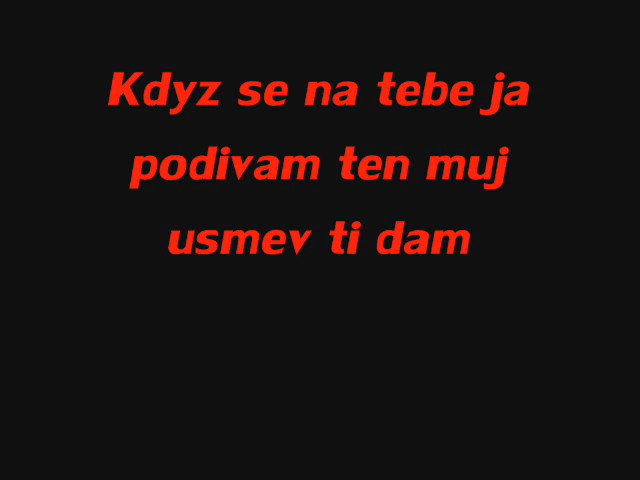 Kdyz se na tebe ja
podivam ten muj
usmev ti dam